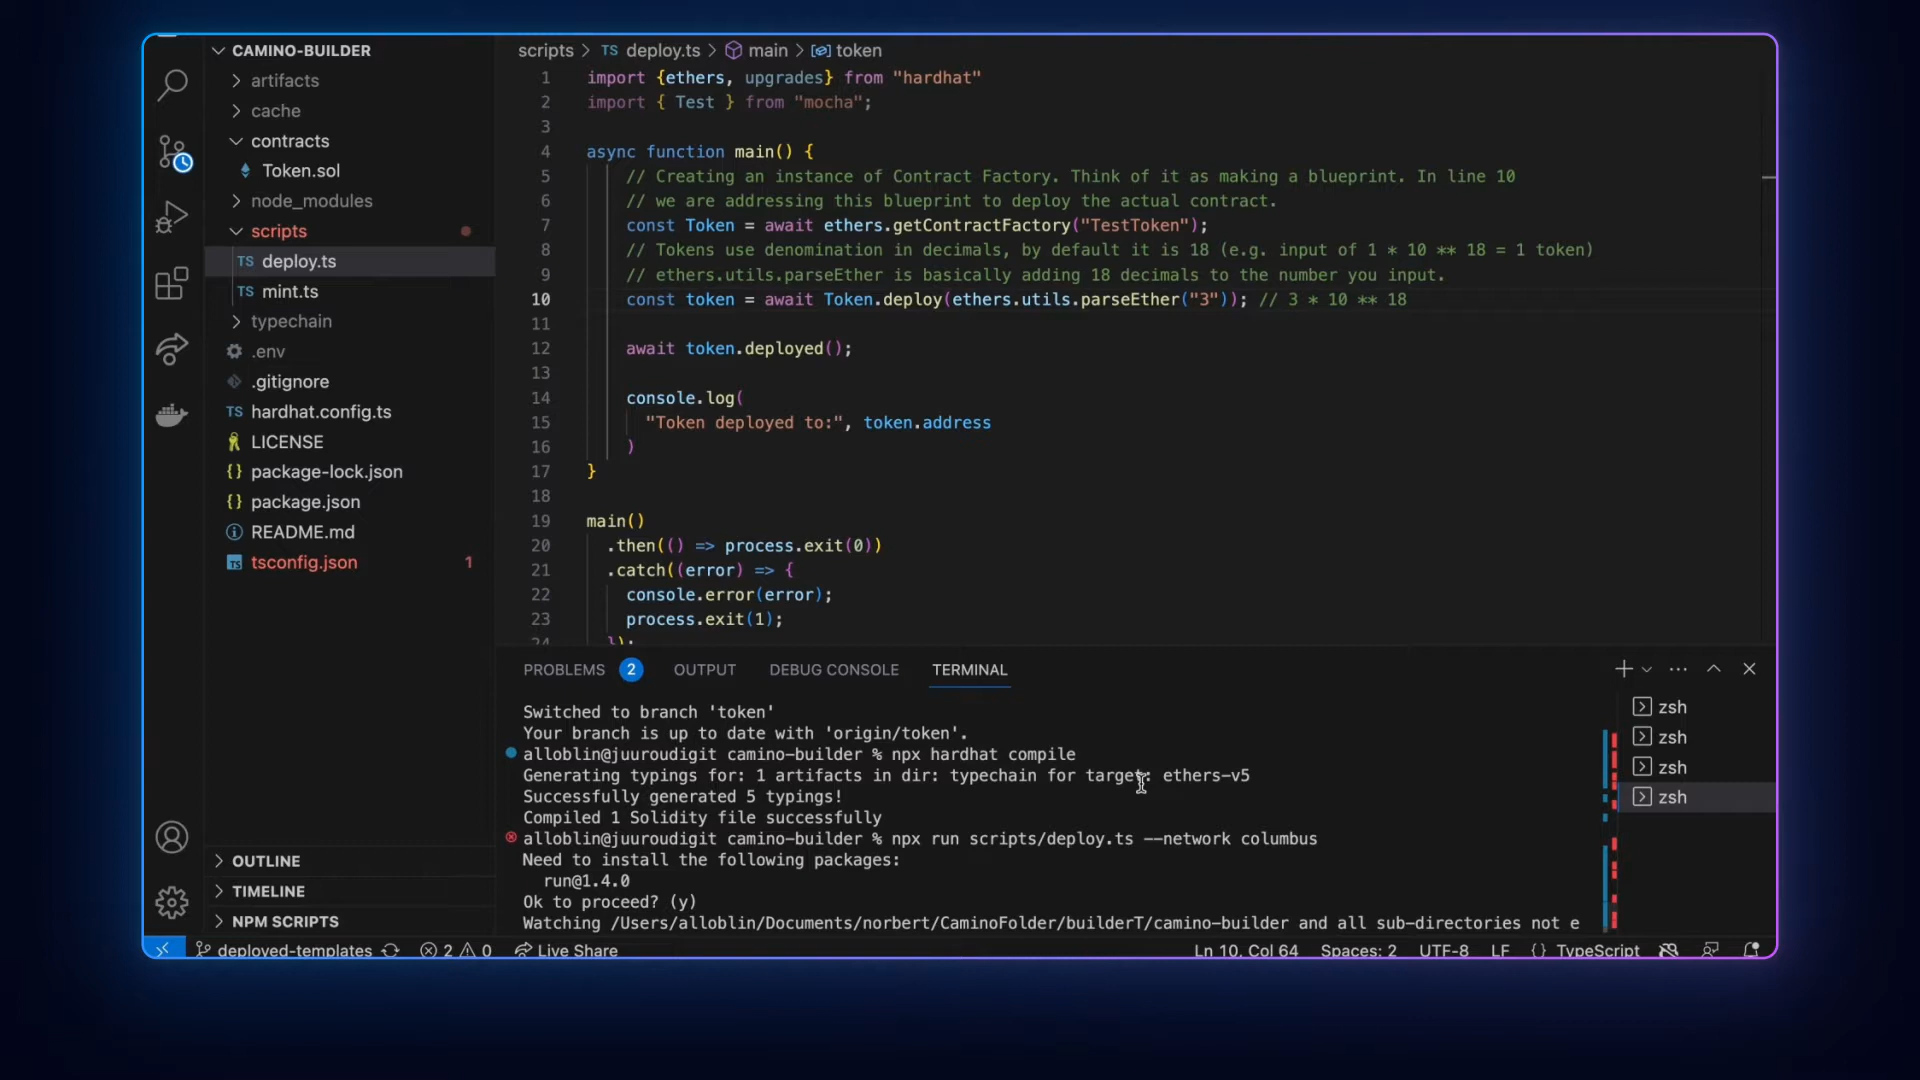 CAMINO-BUILDER
artifacts
cache
contracts
Token.sol
node_modules
scripts
TS deploy.ts
TS mint.ts
typechain
.env
.gitignore
TS hardhat.config.ts
LICENSE
{} package-lock.json
{} package.json
README.md
TS tsconfig.json 1
OUTLINE
TIMELINE
NPM SCRIPTS
scripts > TS deploy.ts > main > token
1 import {ethers, upgrades} from "hardhat"
2 import { Test } from "mocha";
3
4 async function main() {
5 // Creating an instance of Contract Factory. Think of it as making a blueprint. In line 10
6 // we are addressing this blueprint to deploy the actual contract.
7 const Token = await ethers.getContractFactory("TestToken");
8 // Tokens use denomination in decimals, by default it is 18 (e.g. input of 1 * 10 ** 18 = 1 token)
9 // ethers.utils.parseEther is basically adding 18 decimals to the number you input.
10 const token = await Token.deploy(ethers.utils.parseEther("3")); // 3 * 10 ** 18
11
12 await token.deployed();
13
14 console.log(
15 "Token deployed to:", token.address
16 )
17 }
18
19 main()
20 .then(() => process.exit(0))
21 .catch((error) => {
22 console.error(error);
23 process.exit(1);
24 });
PROBLEMS 2 OUTPUT DEBUG CONSOLE TERMINAL
Switched to branch 'token'
Your branch is up to date with 'origin/token'.
alloblin@juuroudigit camino-builder % npx hardhat compile
Generating typings for: 1 artifacts in dir: typechain for target: ethers-v5
Successfully generated 5 typings!
Compiled 1 Solidity file successfully
alloblin@juuroudigit camino-builder % npx run scripts/deploy.ts --network columbus
Need to install the following packages:
run@1.4.0
Ok to proceed? (y)
Watching /Users/alloblin/Documents/norbert/CaminoFolder/builderT/camino-builder and all sub-directories not e
zsh
zsh
zsh
zsh
deployed-templates 2 0 Live Share Ln 10, Col 64 Spaces: 2 UTF-8 LF {} TypeScript